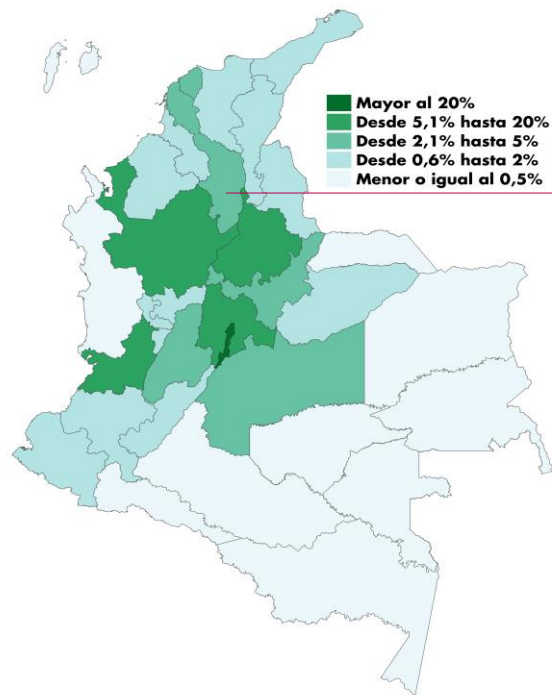 Mayor al 20%
Desde 5,1% hasta 20%
Desde 2,1% hasta 5%
Desde 0,6% hasta 2%
Menor o igual al 0,5%